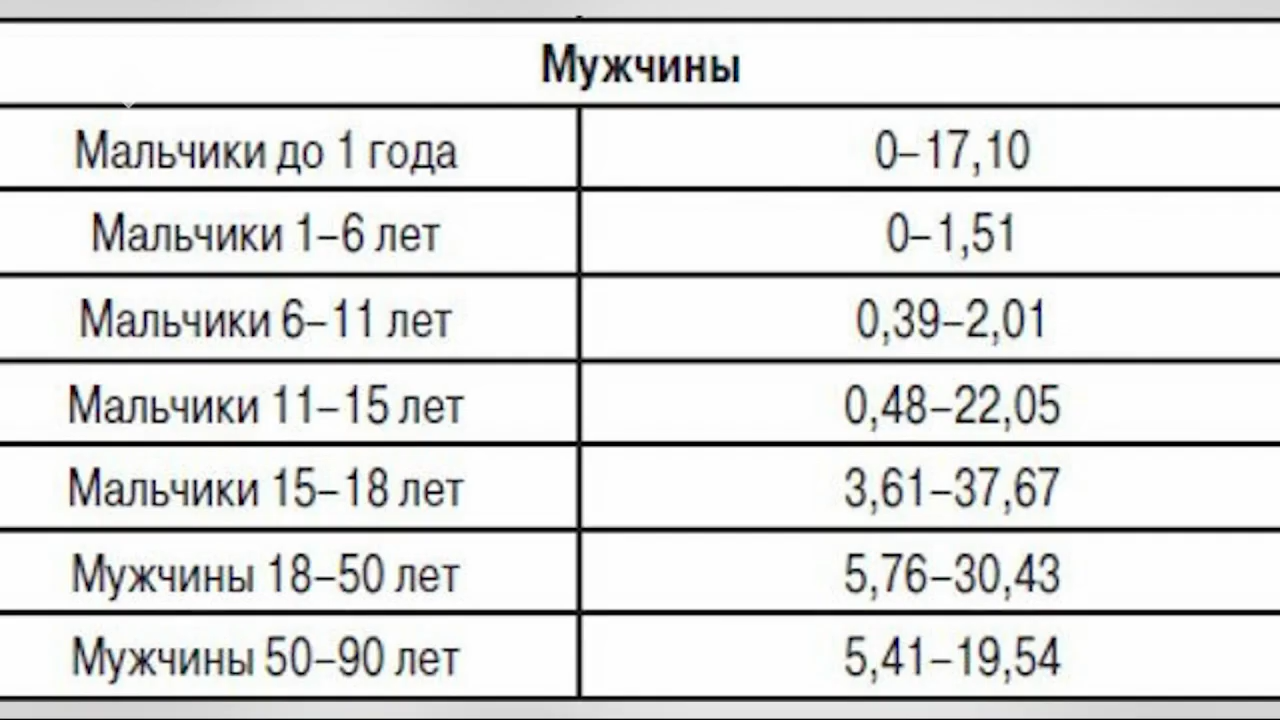 Мужчины
Мальчики до 1 года 0–17,10
Мальчики 1–6 лет 0–1,51
Мальчики 6–11 лет 0,39–2,01
Мальчики 11–15 лет 0,48–22,05
Мальчики 15–18 лет 3,61–37,67
Мужчины 18–50 лет 5,76–30,43
Мужчины 50–90 лет 5,41–19,54